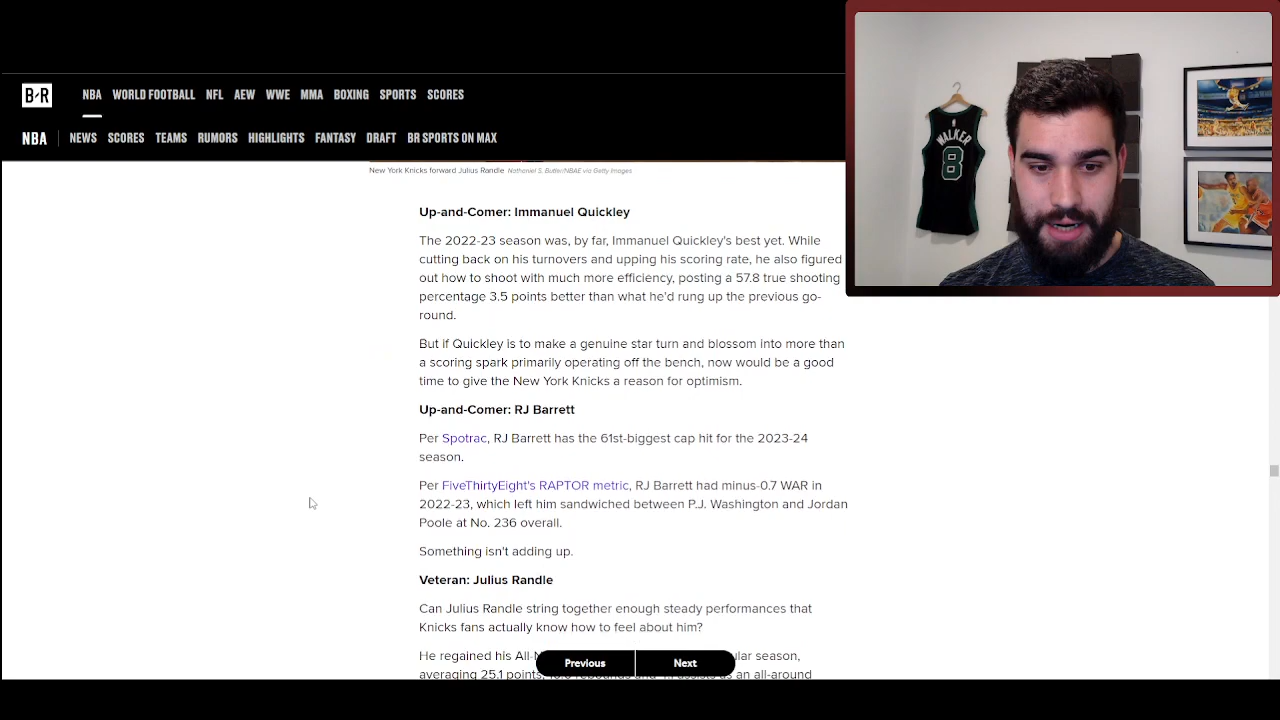 B/R NBA WORLD FOOTBALL NFL AEW WWE MMA BOXING SPORTS SCORES
NBA NEWS SCORES TEAMS RUMORS HIGHLIGHTS FANTASY DRAFT BR SPORTS ON MAX
New York Knicks forward Julius Randle Nathaniel S. Butler/NBAE via Getty Images
Up-and-Comer: Immanuel Quickley
The 2022-23 season was, by far, Immanuel Quickley's best yet. While
cutting back on his turnovers and upping his scoring rate, he also figured
out how to shoot with much more efficiency, posting a 57.8 true shooting
percentage 3.5 points better than what he'd rung up the previous go-
round.
But if Quickley is to make a genuine star turn and blossom into more than
a scoring spark primarily operating off the bench, now would be a good
time to give the New York Knicks a reason for optimism.
Up-and-Comer: RJ Barrett
Per Spotrac, RJ Barrett has the 61st-biggest cap hit for the 2023-24
season.
Per FiveThirtyEight's RAPTOR metric, RJ Barrett had minus-0.7 WAR in
2022-23, which left him sandwiched between P.J. Washington and Jordan
Poole at No. 236 overall.
Something isn't adding up.
Veteran: Julius Randle
Can Julius Randle string together enough steady performances that
Knicks fans actually know how to feel about him?
He regained his season,
averaging 25.1 points, an all-around
Previous Next
WALKER
8